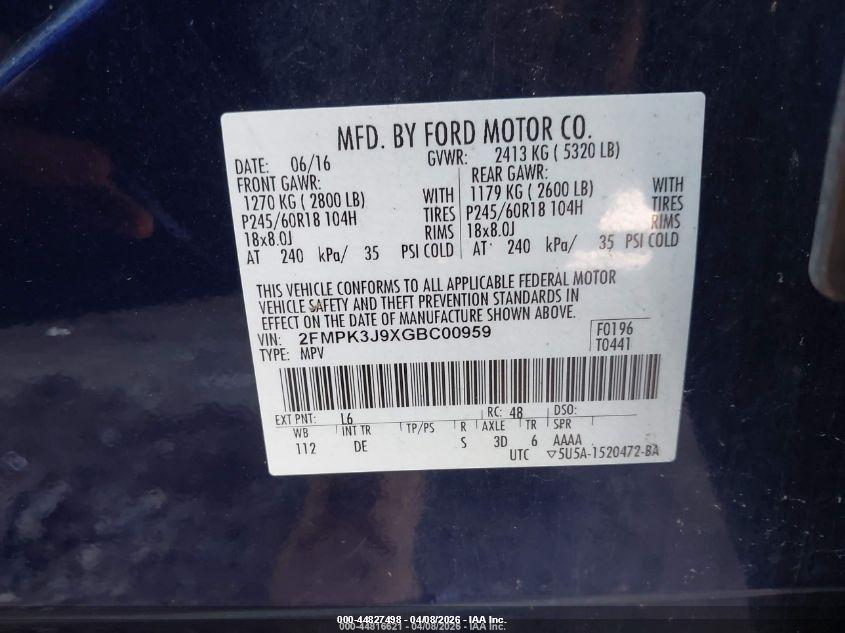 MFD. BY FORD MOTOR CO.
DATE: 06/16 GVWR: 2413 KG ( 5320 LB)
FRONT GAWR: REAR GAWR:
1270 KG ( 2800 LB) WITH 1179 KG ( 2600 LB) WITH
P245/60R18 104H TIRES P245/60R18 104H TIRES
18x8.0J RIMS 18x8.0J RIMS
AT 240 kPa/ 35 PSI COLD AT 240 kPa/ 35 PSI COLD
THIS VEHICLE CONFORMS TO ALL APPLICABLE FEDERAL MOTOR
VEHICLE SAFETY AND THEFT PREVENTION STANDARDS IN
EFFECT ON THE DATE OF MANUFACTURE SHOWN ABOVE.
VIN: 2FMPK3J9XGBC00959 F0196
TYPE: MPV T0441
EXT PNT: L6 RC: 48 DSO:
WB INT TR TP/PS R AXLE TR SPR
112 DE S 3D 6 AAAA
UTC ▽5U5A-1520472-BA
000-44827498 - 04/08/2026 - IAA Inc.
000-44816621 - 04/08/2026 - IAA Inc.